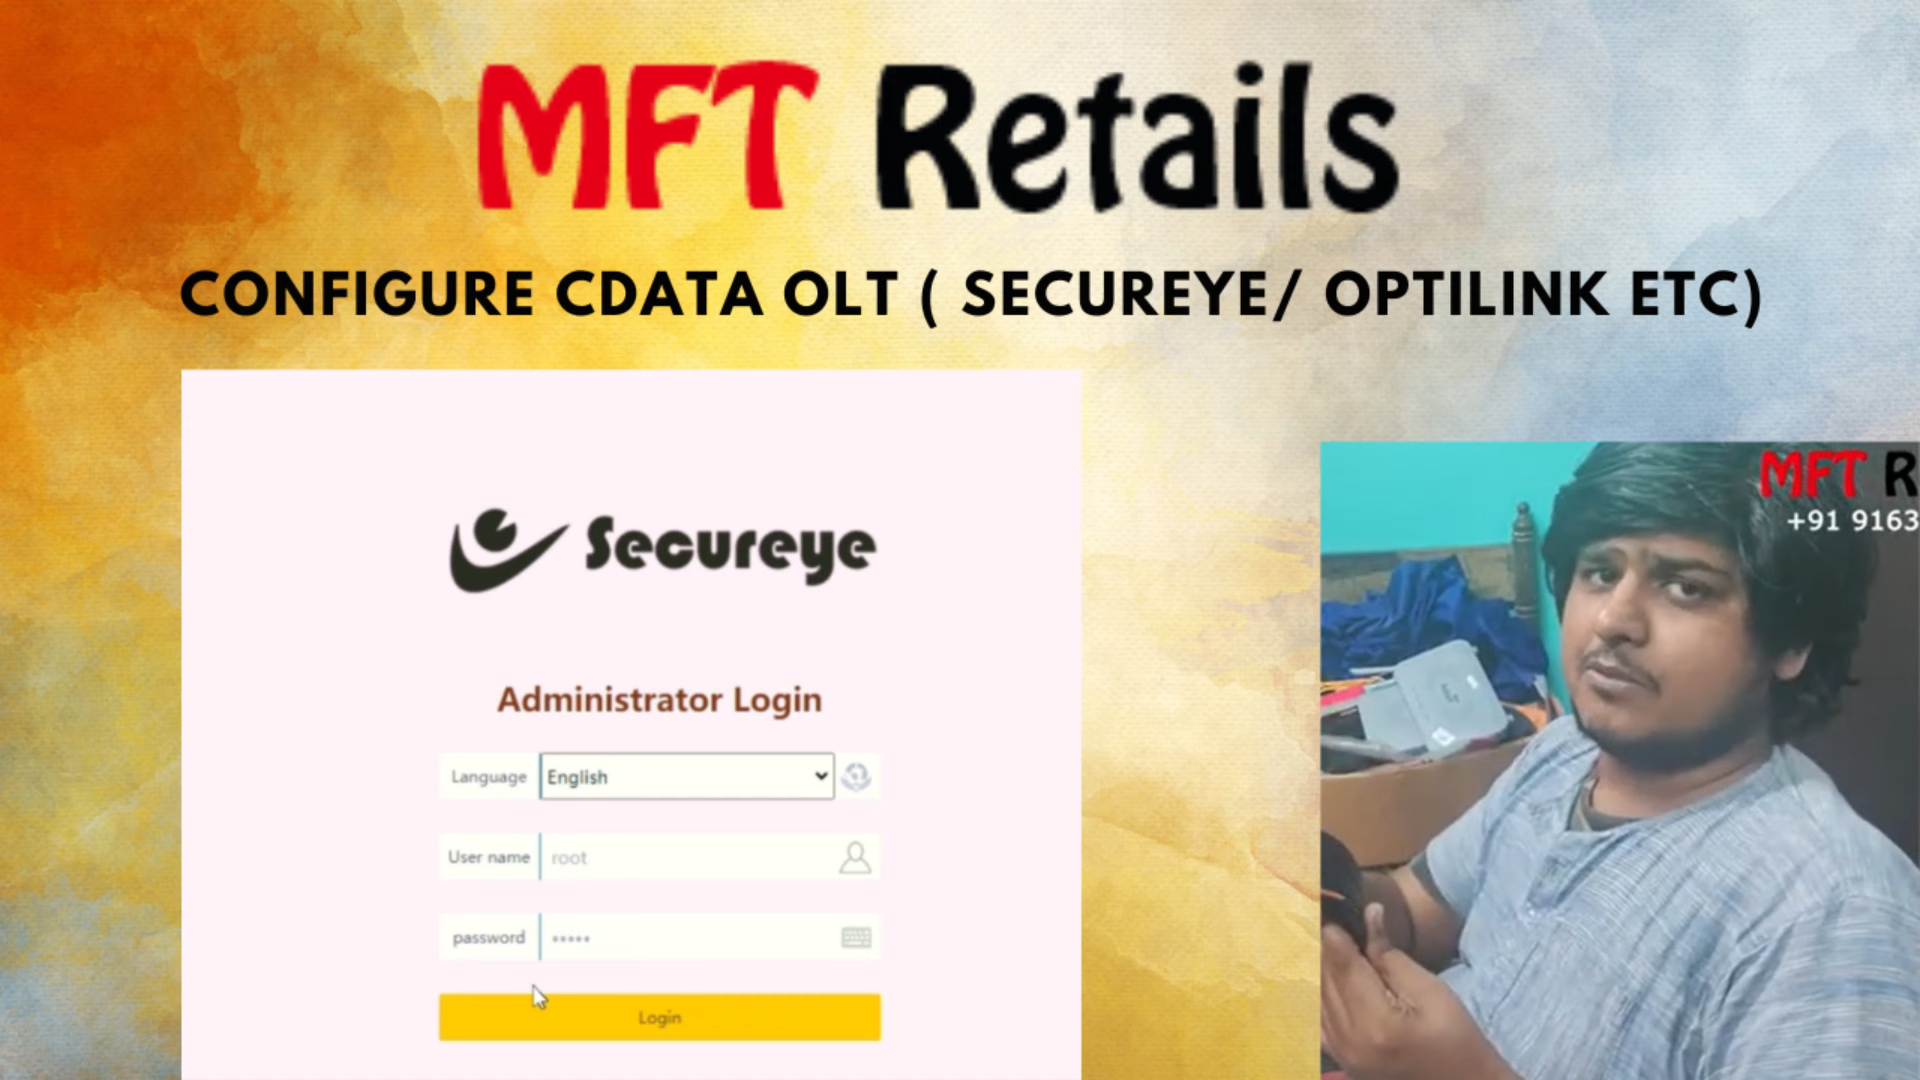 MFT Retails
CONFIGURE CDATA OLT ( SECUREYE/ OPTILINK ETC)
Secureye
Administrator Login
Language English
User name root
password •••••
Login
MFT R
+91 9163